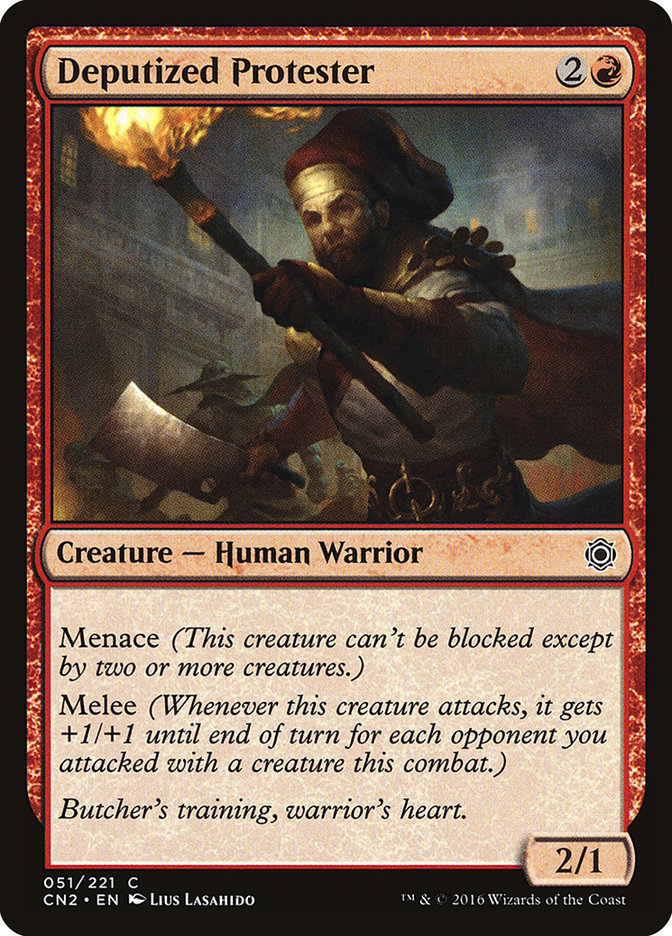 Deputized Protester 2
Creature — Human Warrior
Menace (This creature can't be blocked except
by two or more creatures.)
Melee (Whenever this creature attacks, it gets
+1/+1 until end of turn for each opponent you
attacked with a creature this combat.)
Butcher's training, warrior's heart.
2/1
051/221 C
CN2 • EN Lius Lasahido
™ & © 2016 Wizards of the Coast